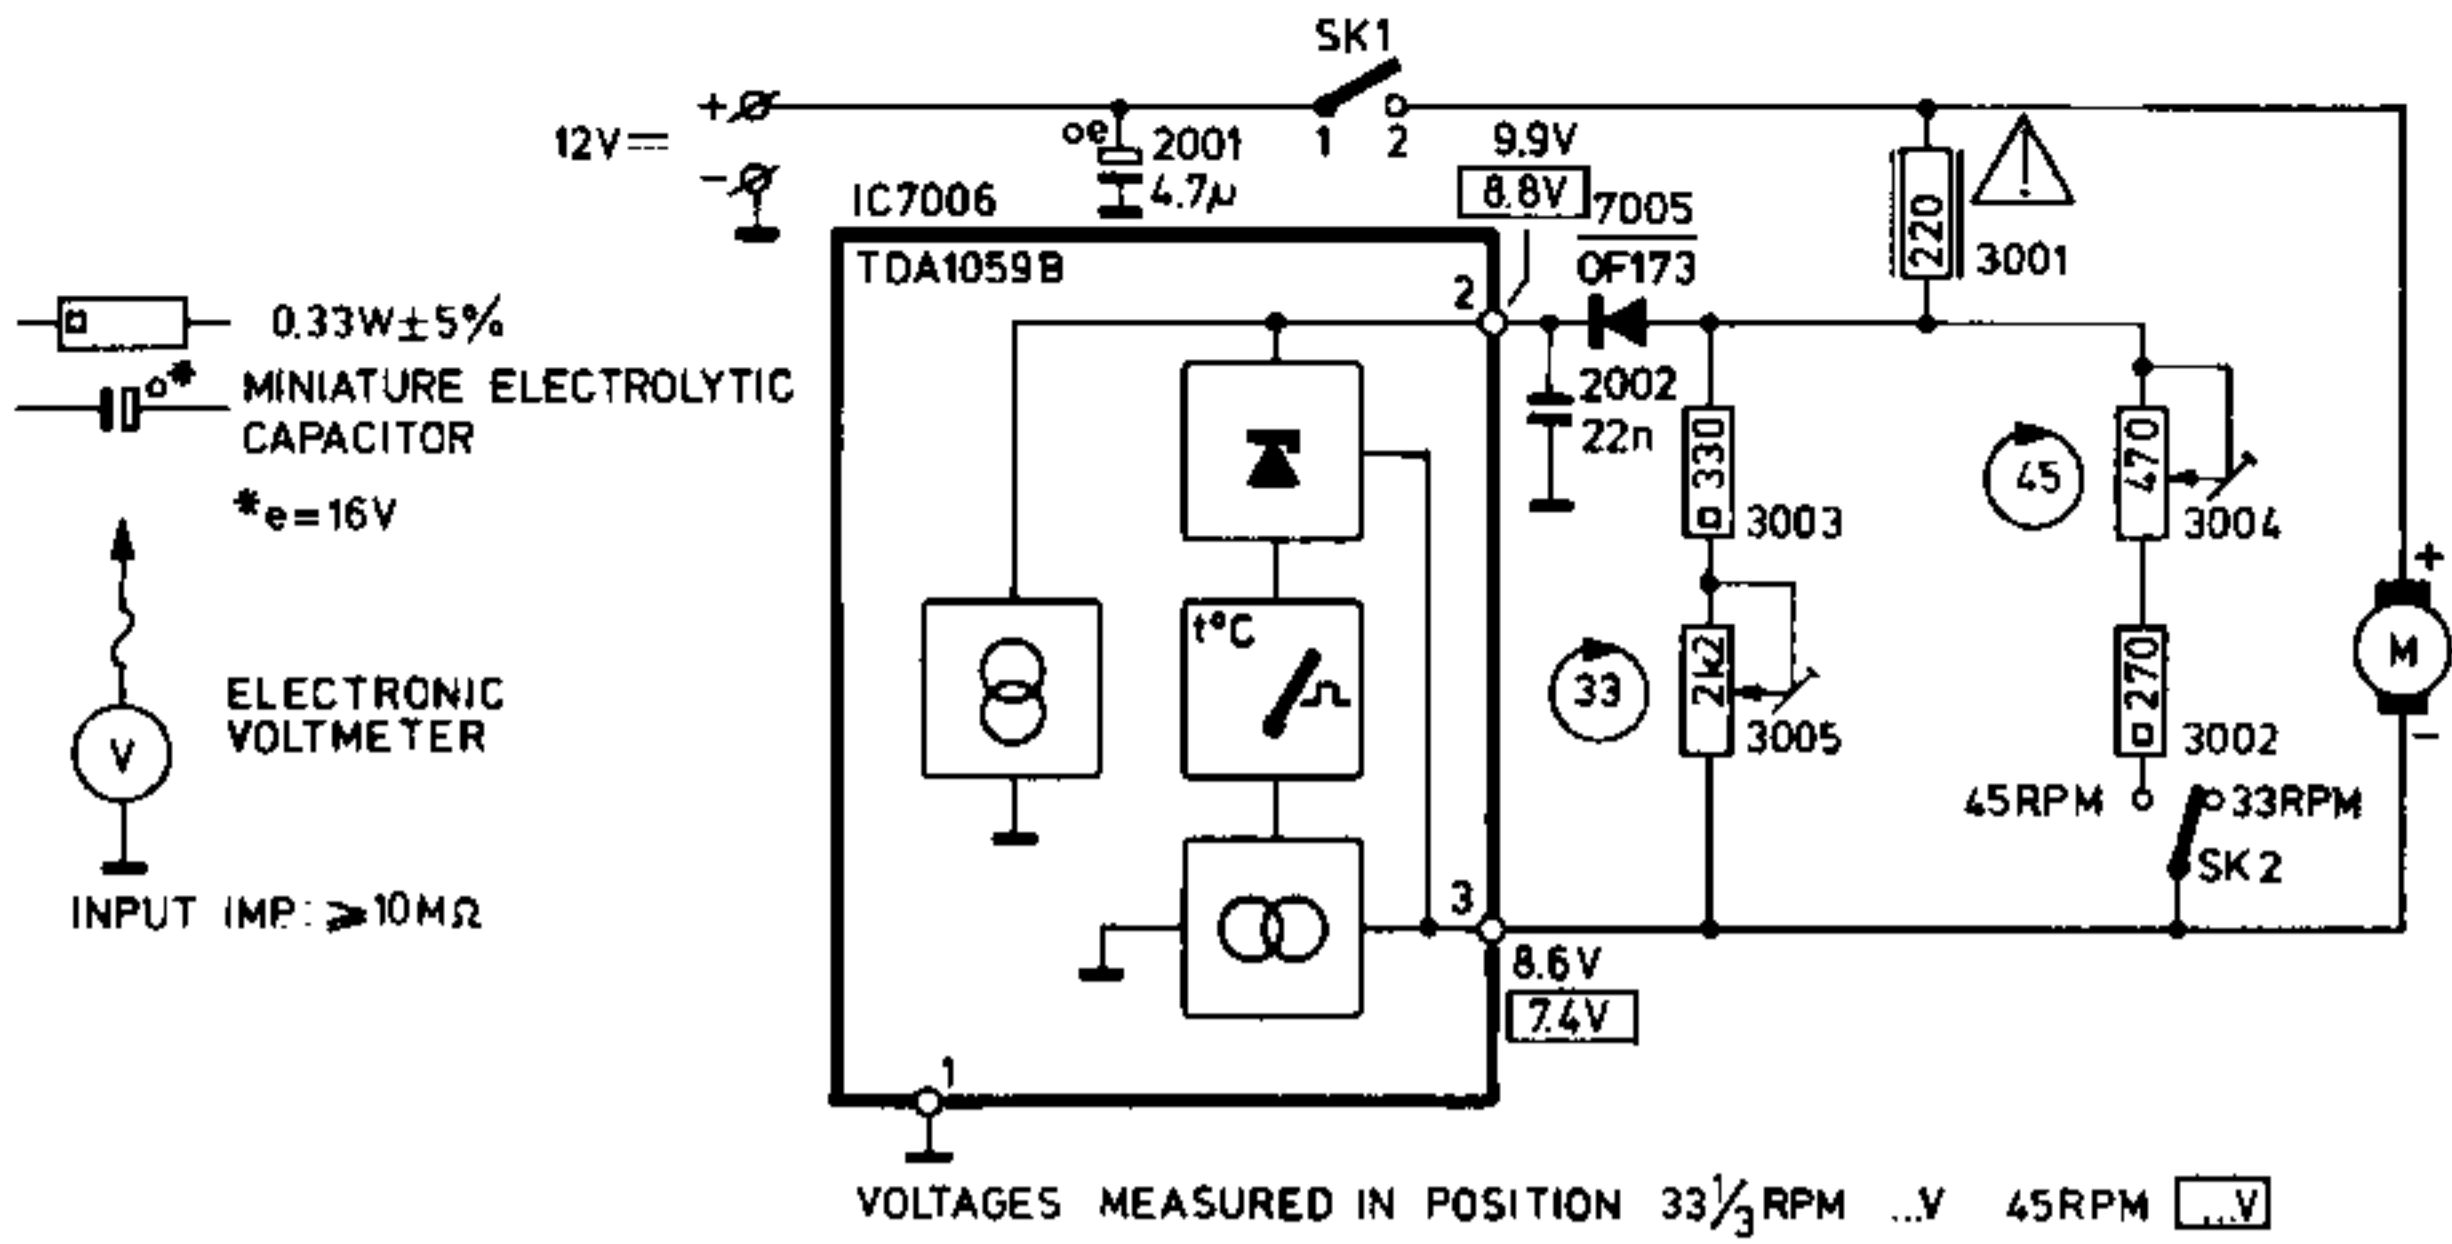 SK1
+
12V
-
oe
2001
4.7µ
1
2
9.9V
8.8V
IC7006
TDA1059B
7005
OF173
220
3001
2
0.33W±5%
*
MINIATURE ELECTROLYTIC
CAPACITOR
*e=16V
2002
22n
330
3003
45
470
3004
+
t°C
33
2k2
3005
270
3002
M
-
ELECTRONIC
VOLTMETER
V
45RPM
33RPM
SK2
INPUT IMP: ⩾10MΩ
3
8.6V
7.4V
1
VOLTAGES MEASURED IN POSITION 33⅓RPM ...V 45RPM ...V